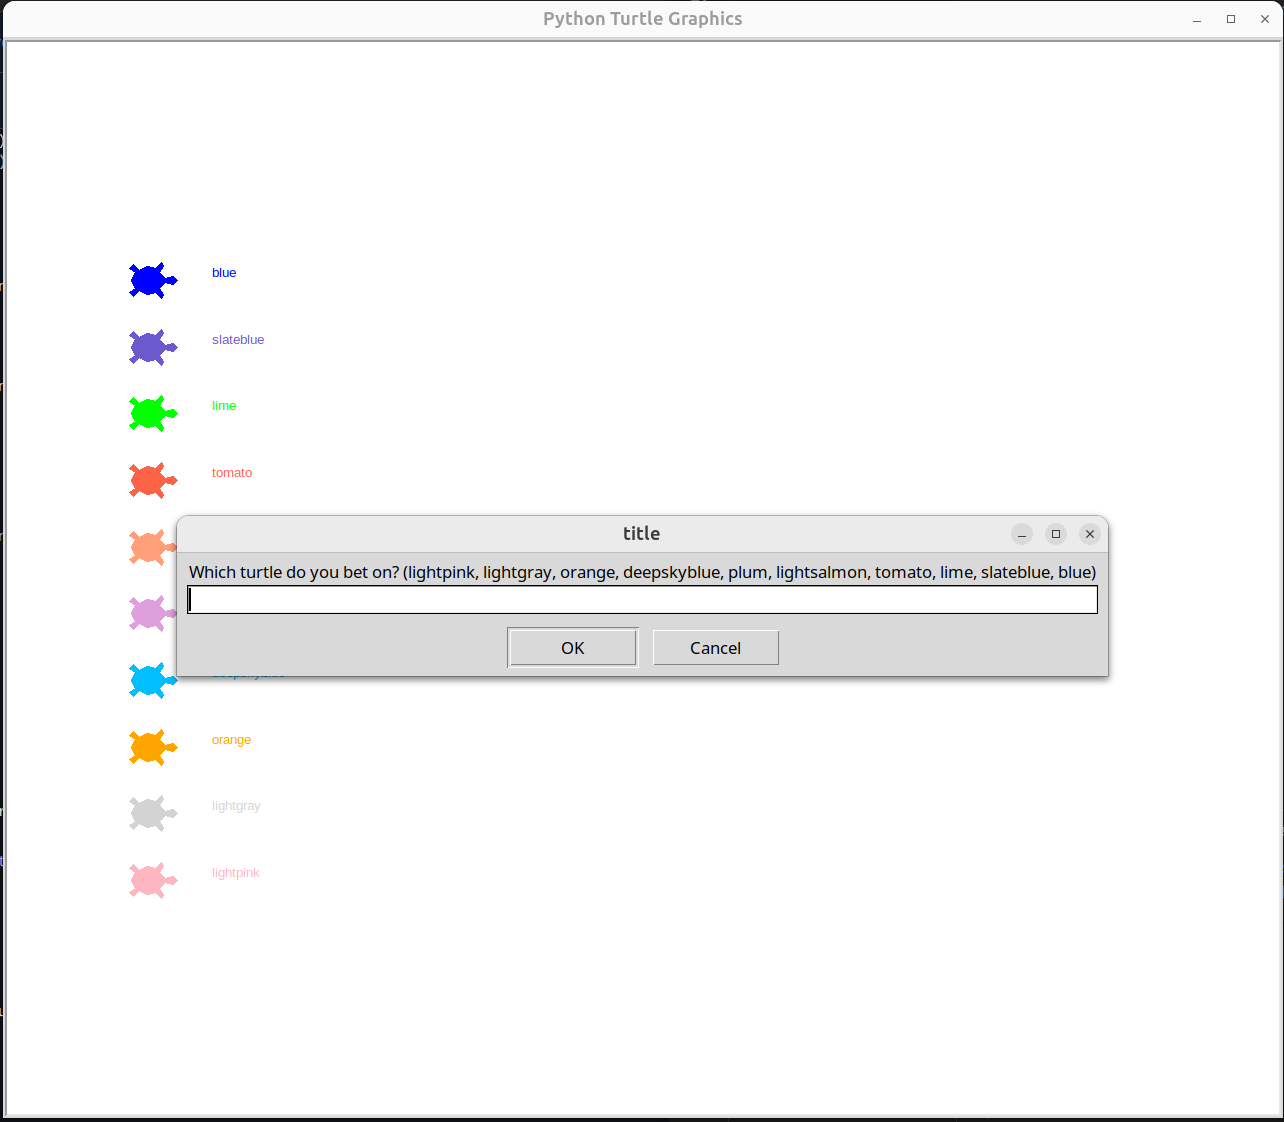 Python Turtle Graphics
blue
slateblue
lime
tomato
title
Which turtle do you bet on? (lightpink, lightgray, orange, deepskyblue, plum, lightsalmon, tomato, lime, slateblue, blue)
OK Cancel
orange
lightgray
lightpink